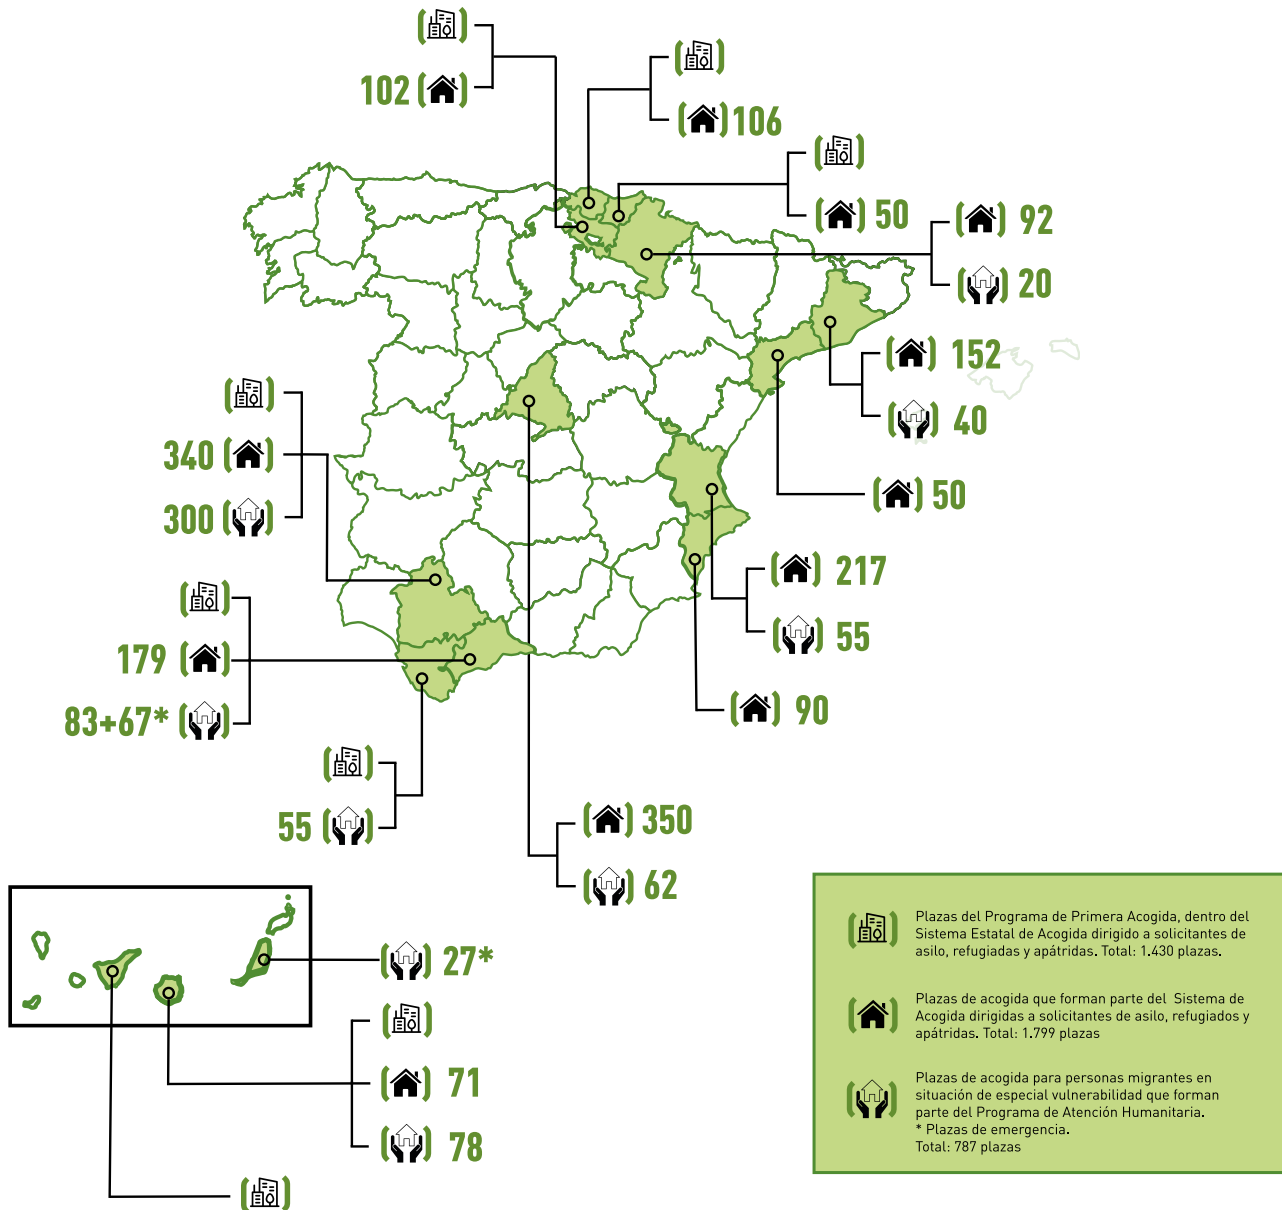 102
106
50
92
20
152
40
50
340
300
217
55
179
83+67*
90
55
350
62
27*
71
78
Plazas del Programa de Primera Acogida, dentro del
Sistema Estatal de Acogida dirigido a solicitantes de
asilo, refugiadas y apátridas. Total: 1.430 plazas.
Plazas de acogida que forman parte del Sistema de
Acogida dirigidas a solicitantes de asilo, refugiados y
apátridas. Total: 1.799 plazas
Plazas de acogida para personas migrantes en
situación de especial vulnerabilidad que forman
parte del Programa de Atención Humanitaria.
* Plazas de emergencia.
Total: 787 plazas